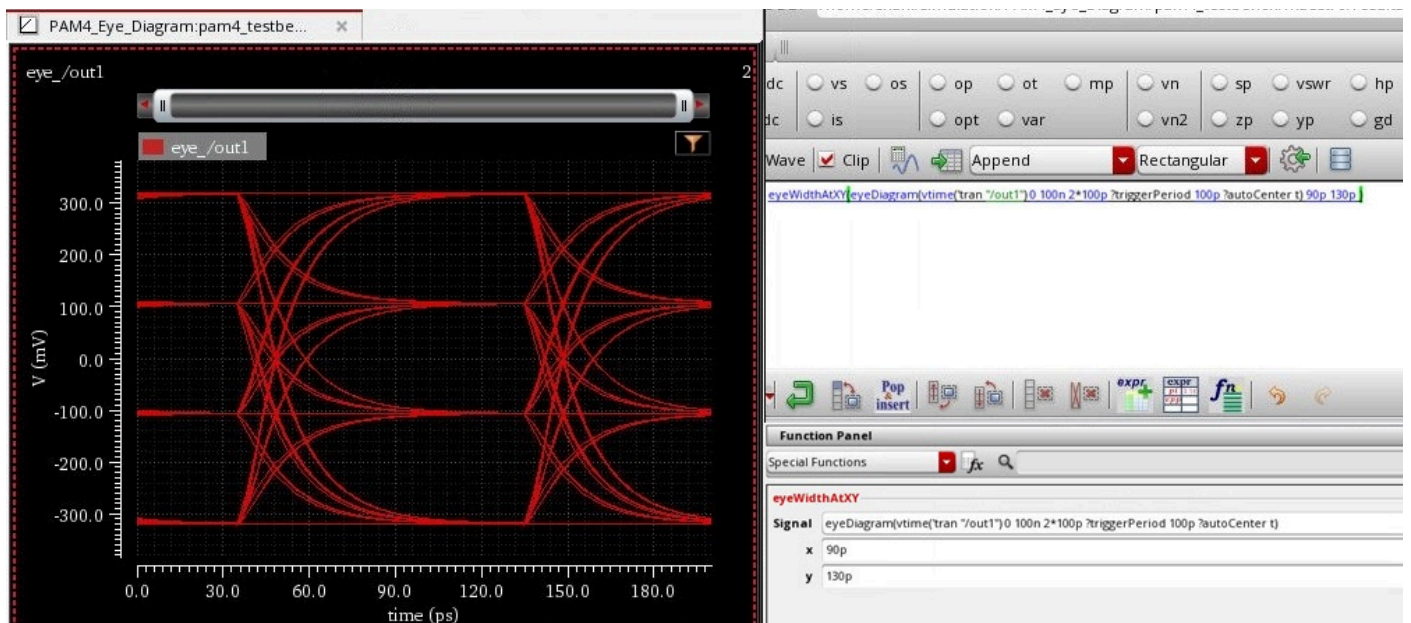 PAM4_Eye_Diagram:pam4_testbe...
eye_/out1
2
eye_/out1
300.0
200.0
100.0
0.0
-100.0
-200.0
-300.0
V (mV)
0.0 30.0 60.0 90.0 120.0 150.0 180.0
time (ps)
dc vs os op ot mp vn sp vswr hp
dc is opt var vn2 zp yp gd
Wave Clip Append Rectangular
eyeWidthAtXY(eyeDiagram(vtime('tran "/out1") 0 100n 2*100p ?triggerPeriod 100p ?autoCenter t) 90p 130p )
Pop
&
insert
expr
expr
fn
Function Panel
Special Functions
fx
eyeWidthAtXY
Signal eyeDiagram(vtime('tran "/out1") 0 100n 2*100p ?triggerPeriod 100p ?autoCenter t)
x 90p
y 130p